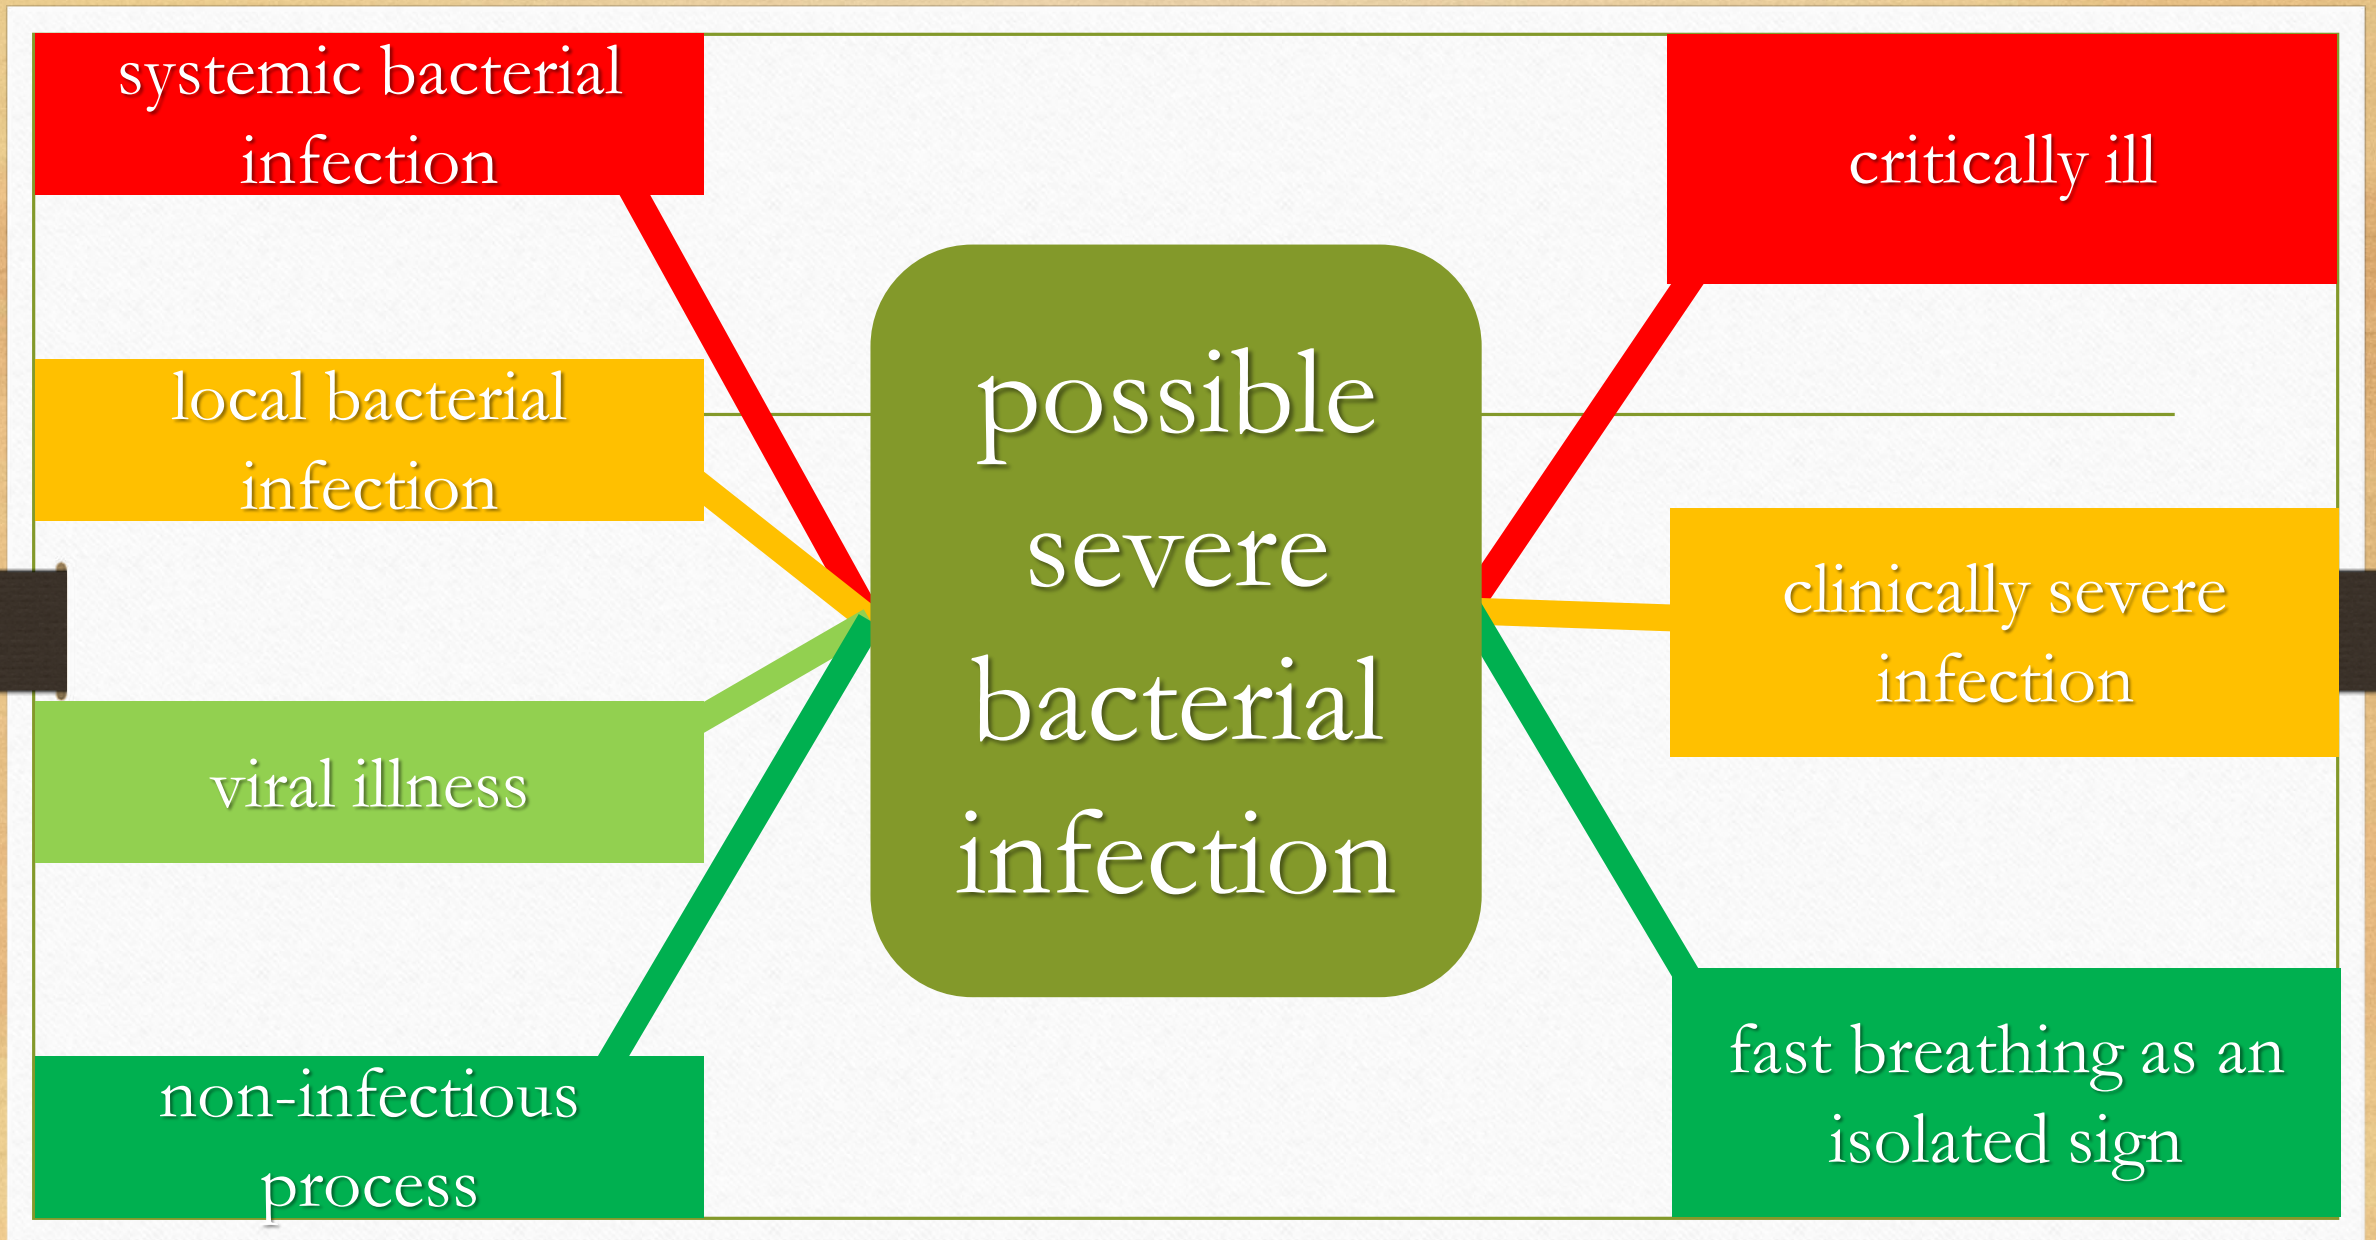 systemic bacterial
infection
local bacterial
infection
viral illness
non-infectious
process
possible
severe
bacterial
infection
critically ill
clinically severe
infection
fast breathing as an
isolated sign